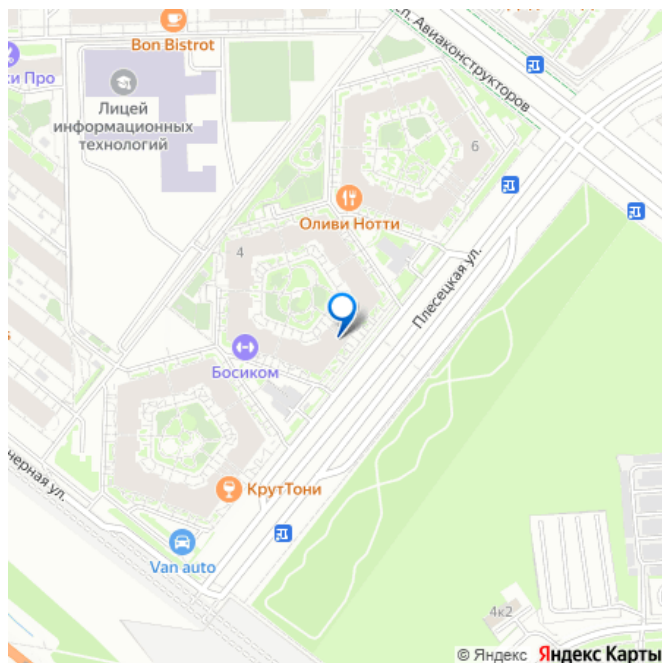 Bon Bistrot
ки Про
Лицей
информационных
технологий
ул. Авиаконструкторов
6
Оливи Нотти
4
Плесецкая ул.
Босиком
нерная ул.
КрутТони
Van auto
4к2
© Яндекс Яндекс Карты